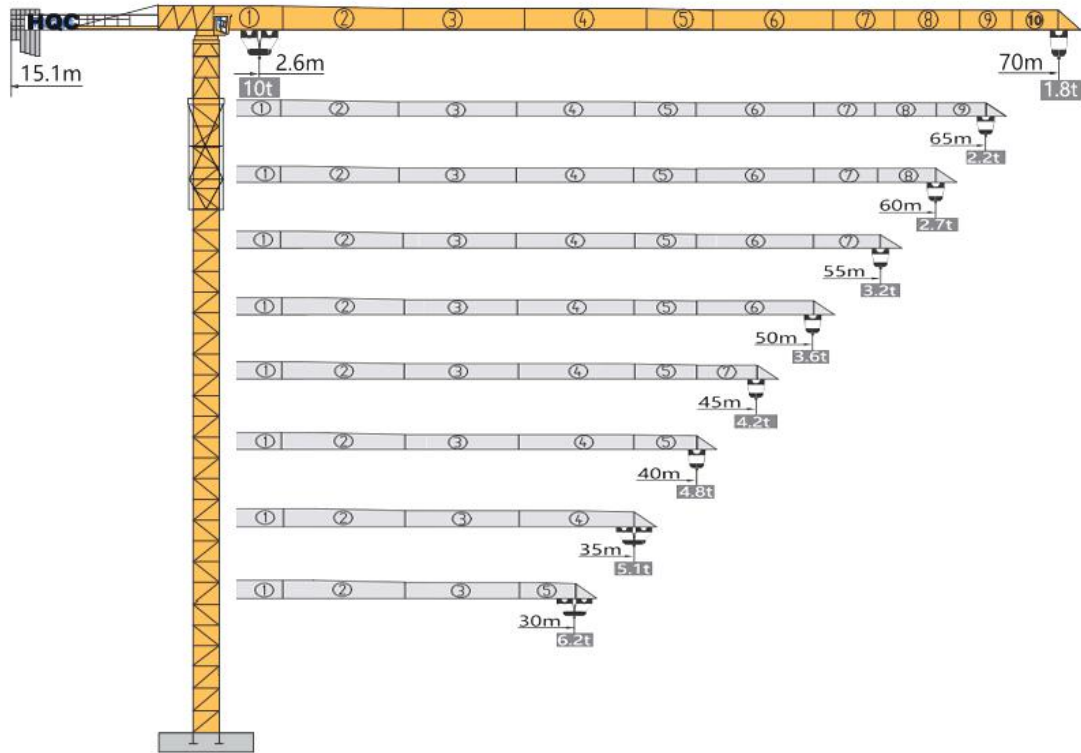 HQC ① ② ③ ④ ⑤ ⑥ ⑦ ⑧ ⑨ ⑩
15.1m 2.6m 70m
10t 1.8t
① ② ③ ④ ⑤ ⑥ ⑦ ⑧ ⑨
65m
2.2t
① ② ③ ④ ⑤ ⑥ ⑦ ⑧
60m
2.7t
① ② ③ ④ ⑤ ⑥ ⑦
55m
3.2t
① ② ③ ④ ⑤ ⑥
50m
3.6t
① ② ③ ④ ⑤ ⑦
45m
4.2t
① ② ③ ④ ⑤
40m
4.8t
① ② ③ ④
35m
5.1t
① ② ③ ⑤
30m
6.2t